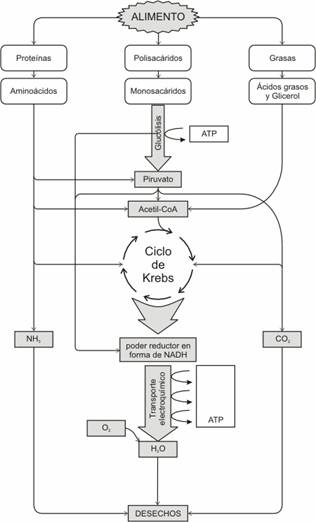 ALIMENTO
Proteínas
Polisacáridos
Grasas
Aminoácidos
Monosacáridos
Ácidos grasos
y Glicerol
Glucólisis
ATP
Piruvato
Acetil-CoA
Ciclo
de
Krebs
NH₃
CO₂
poder reductor en
forma de NADH
Transporte
electroquímico
ATP
O₂
H₂O
DESECHOS